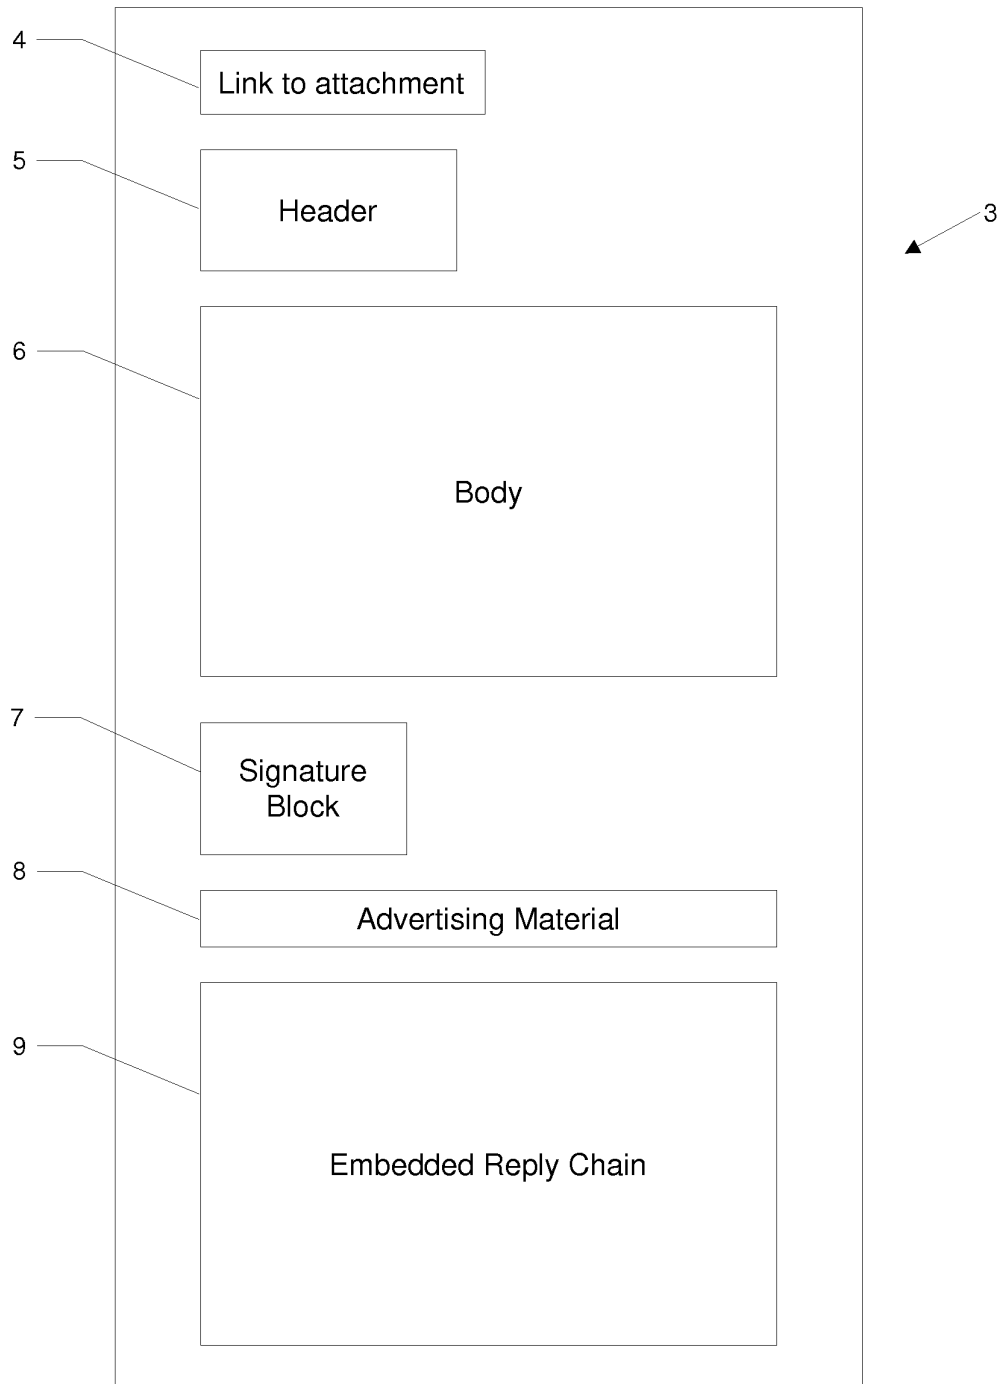 4
Link to attachment
5
Header
3
6
Body
7
Signature
Block
8
Advertising Material
9
Embedded Reply Chain